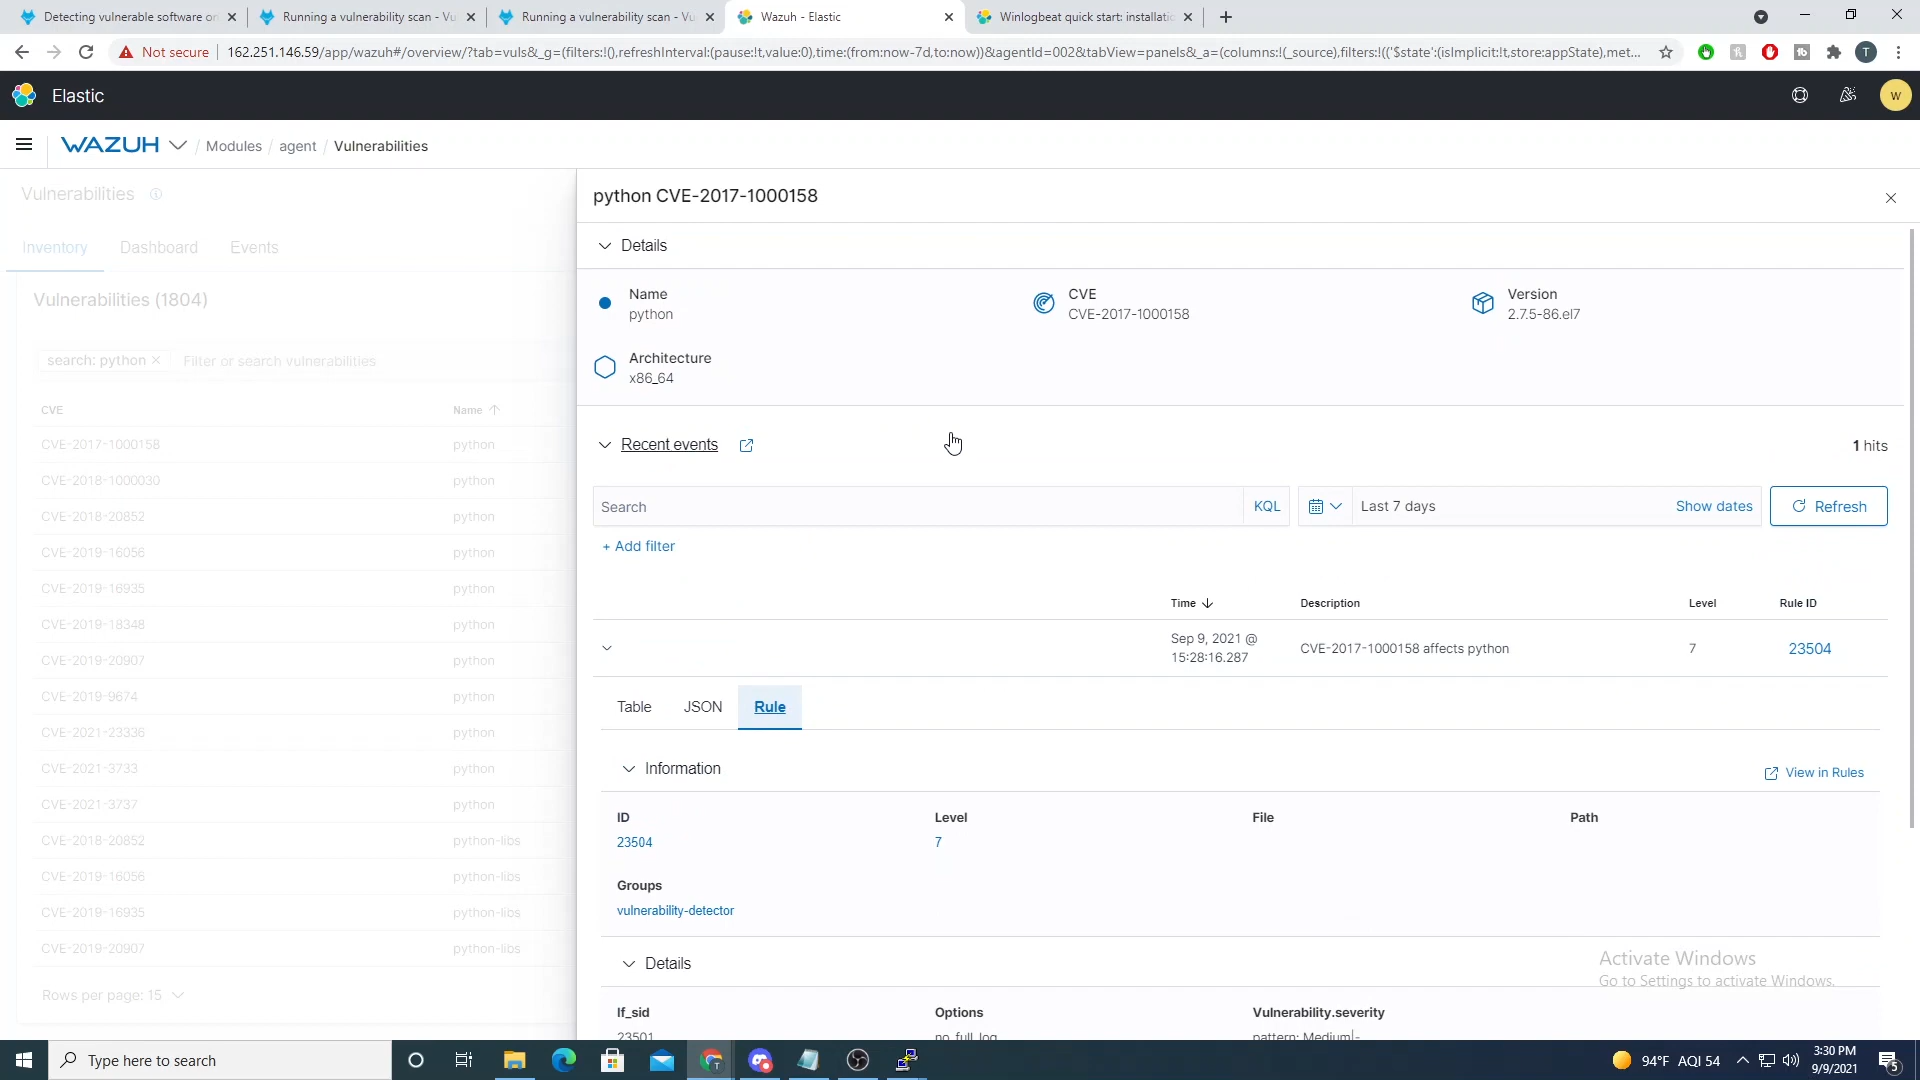 Detecting vulnerable software on
Running a vulnerability scan - Vu
Running a vulnerability scan - Vu
Wazuh - Elastic
Winlogbeat quick start: installatio
Not secure
162.251.146.59/app/wazuh#/overview/?tab=vuls&_g=(filters:!(),refreshInterval:(pause:!t,value:0),time:(from:now-7d,to:now))&agentId=002&tabView=panels&_a=(columns:!(_source),filters:!(('$state':(isImplicit:!t,store:appState),met...
T
Elastic
W
WAZUH / Modules / agent / Vulnerabilities
Vulnerabilities
Inventory
Dashboard
Events
Vulnerabilities (1804)
search: python
Filter or search vulnerabilities
CVE
Name
CVE-2017-1000158 python
CVE-2018-1000030 python
CVE-2018-20852 python
CVE-2019-16056 python
CVE-2019-16935 python
CVE-2019-18348 python
CVE-2019-20907 python
CVE-2019-9674 python
CVE-2021-23336 python
CVE-2021-3733 python
CVE-2021-3737 python
CVE-2018-20852 python-libs
CVE-2019-16056 python-libs
CVE-2019-16935 python-libs
CVE-2019-20907 python-libs
Rows per page: 15
python CVE-2017-1000158
Details
Name
python
CVE
CVE-2017-1000158
Version
2.7.5-86.el7
Architecture
x86_64
Recent events
1 hits
Search
KQL
Last 7 days
Show dates
Refresh
+ Add filter
Time
Description
Level
Rule ID
Sep 9, 2021 @
15:28:16.287
CVE-2017-1000158 affects python
7
23504
Table
JSON
Rule
Information
View in Rules
ID
23504
Level
7
File
Path
Groups
vulnerability-detector
Details
If_sid
23501
Options
no_full_log
Vulnerability.severity
pattern: Medium|-
Activate Windows
Go to Settings to activate Windows.
Type here to search
94°F AQI 54
3:30 PM
9/9/2021
5